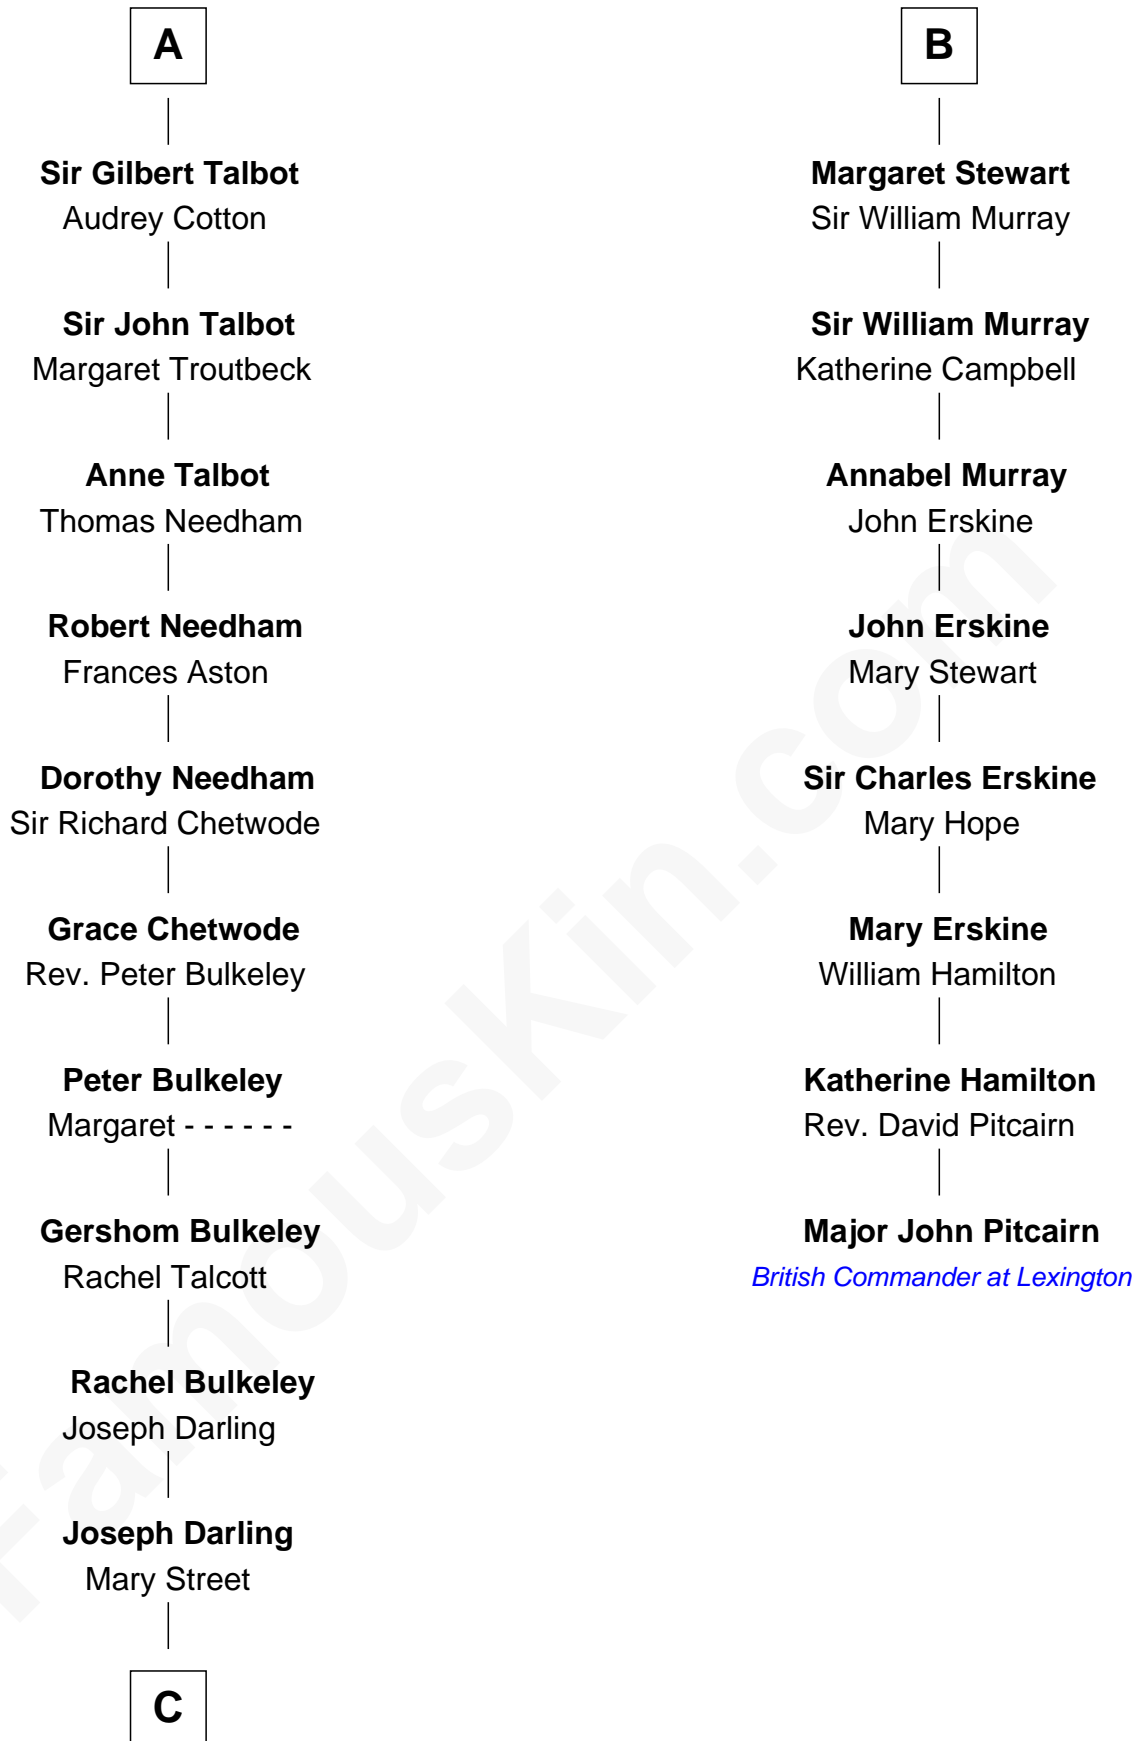 A
Sir Gilbert Talbot
Audrey Cotton
Sir John Talbot
Margaret Troutbeck
Anne Talbot
Thomas Needham
Robert Needham
Frances Aston
Dorothy Needham
Sir Richard Chetwode
Grace Chetwode
Rev. Peter Bulkeley
Peter Bulkeley
Margaret - - - - - -
Gershom Bulkeley
Rachel Talcott
Rachel Bulkeley
Joseph Darling
Joseph Darling
Mary Street
C
B
Margaret Stewart
Sir William Murray
Sir William Murray
Katherine Campbell
Annabel Murray
John Erskine
John Erskine
Mary Stewart
Sir Charles Erskine
Mary Hope
Mary Erskine
William Hamilton
Katherine Hamilton
Rev. David Pitcairn
Major John Pitcairn
British Commander at Lexington
FamousKin.com